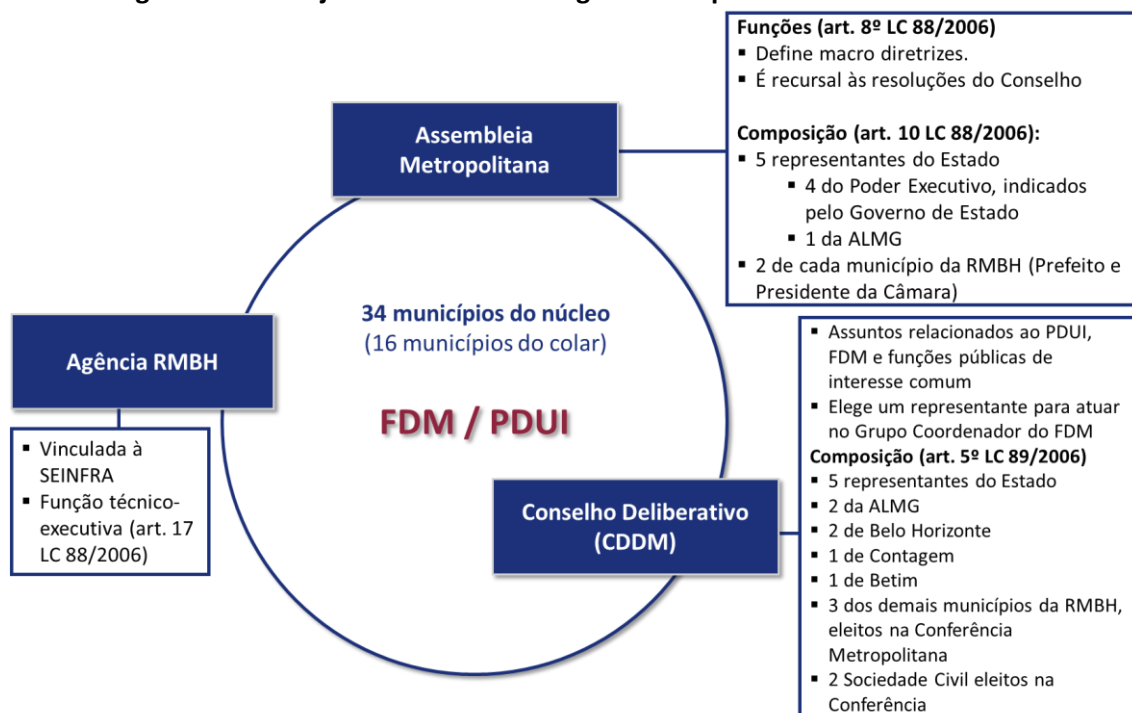 Funções (art. 8º LC 88/2006)
▪ Define macro diretrizes.
▪ É recursal às resoluções do Conselho
Composição (art. 10 LC 88/2006):
▪ 5 representantes do Estado
▪ 4 do Poder Executivo, indicados
pelo Governo de Estado
▪ 1 da ALMG
▪ 2 de cada município da RMBH (Prefeito e
Presidente da Câmara)
Assembleia
Metropolitana
34 municípios do núcleo
(16 municípios do colar)
FDM / PDUI
Agência RMBH
▪ Vinculada à
SEINFRA
▪ Função técnico-
executiva (art. 17
LC 88/2006)
Conselho Deliberativo
(CDDM)
▪ Assuntos relacionados ao PDUI,
FDM e funções públicas de
interesse comum
▪ Elege um representante para atuar
no Grupo Coordenador do FDM
Composição (art. 5º LC 89/2006)
▪ 5 representantes do Estado
▪ 2 da ALMG
▪ 2 de Belo Horizonte
▪ 1 de Contagem
▪ 1 de Betim
▪ 3 dos demais municípios da RMBH,
eleitos na Conferência
Metropolitana
▪ 2 Sociedade Civil eleitos na
Conferência